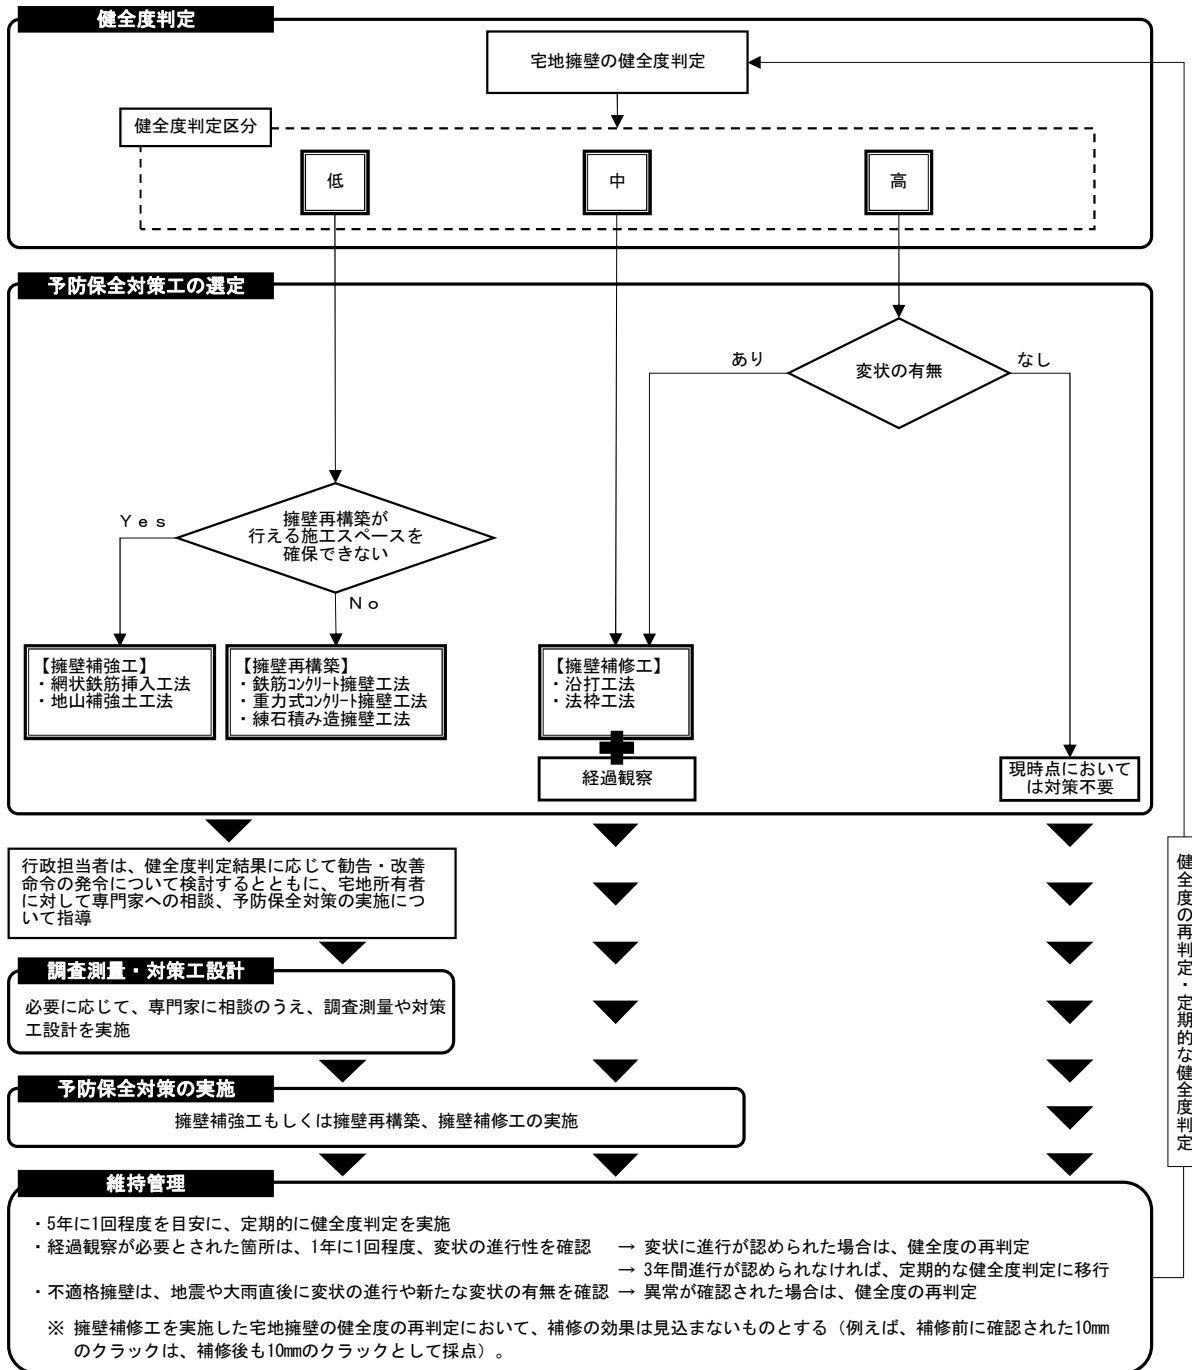 健全度判定
宅地擁壁の健全度判定
健全度判定区分
低
中
高
予防保全対策工の選定
変状の有無
あり
なし
擁壁再構築が
行える施工スペースを
確保できない
Ｙｅｓ
Ｎｏ
【擁壁補強工】
・網状鉄筋挿入工法
・地山補強土工法
【擁壁再構築】
・鉄筋ｺﾝｸﾘｰﾄ擁壁工法
・重力式ｺﾝｸﾘｰﾄ擁壁工法
・練石積み造擁壁工法
【擁壁補修工】
・沿打工法
・法枠工法
経過観察
現時点において
は対策不要
行政担当者は、健全度判定結果に応じて勧告・改善
命令の発令について検討するとともに、宅地所有者
に対して専門家への相談、予防保全対策の実施につ
いて指導
調査測量・対策工設計
必要に応じて、専門家に相談のうえ、調査測量や対策
工設計を実施
予防保全対策の実施
擁壁補強工もしくは擁壁再構築、擁壁補修工の実施
維持管理
・5年に1回程度を目安に、定期的に健全度判定を実施
・経過観察が必要とされた箇所は、1年に1回程度、変状の進行性を確認 → 変状に進行が認められた場合は、健全度の再判定
→ 3年間進行が認められなければ、定期的な健全度判定に移行
・不適格擁壁は、地震や大雨直後に変状の進行や新たな変状の有無を確認 → 異常が確認された場合は、健全度の再判定
※ 擁壁補修工を実施した宅地擁壁の健全度の再判定において、補修の効果は見込まないものとする（例えば、補修前に確認された10mm
のクラックは、補修後も10mmのクラックとして採点）。
健全度の再判定・定期的な健全度判定